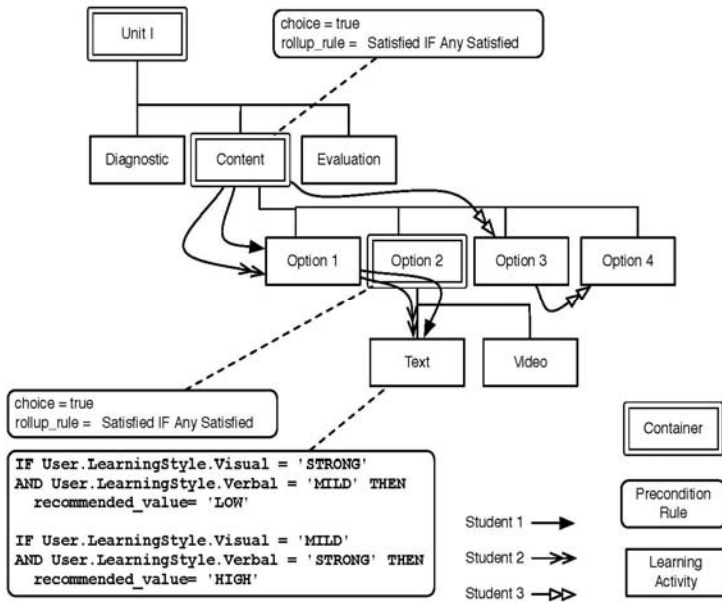 Unit I
choice = true
rollup_rule = Satisfied IF Any Satisfied
Diagnostic
Content
Evaluation
Option 1
Option 2
Option 3
Option 4
Text
Video
choice = true
rollup_rule = Satisfied IF Any Satisfied
IF User.LearningStyle.Visual = 'STRONG'
AND User.LearningStyle.Verbal = 'MILD' THEN
recommended_value= 'LOW'
IF User.LearningStyle.Visual = 'MILD'
AND User.LearningStyle.Verbal = 'STRONG' THEN
recommended_value= 'HIGH'
Student 1
Student 2
Student 3
Container
Precondition
Rule
Learning
Activity